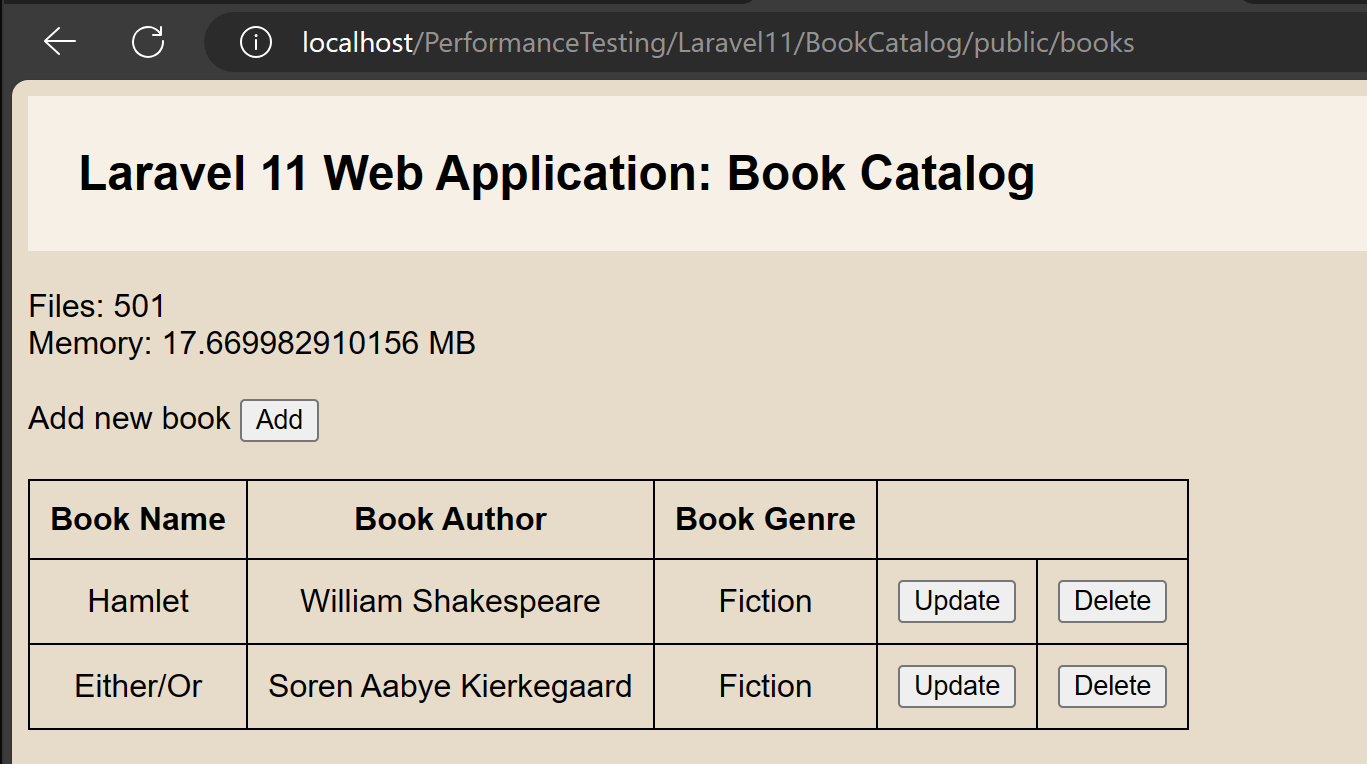 localhost/PerformanceTesting/Laravel11/BookCatalog/public/books
Laravel 11 Web Application: Book Catalog
Files: 501
Memory: 17.669982910156 MB
Add new book Add
Book Name Book Author Book Genre
Hamlet William Shakespeare Fiction Update Delete
Either/Or Soren Aabye Kierkegaard Fiction Update Delete